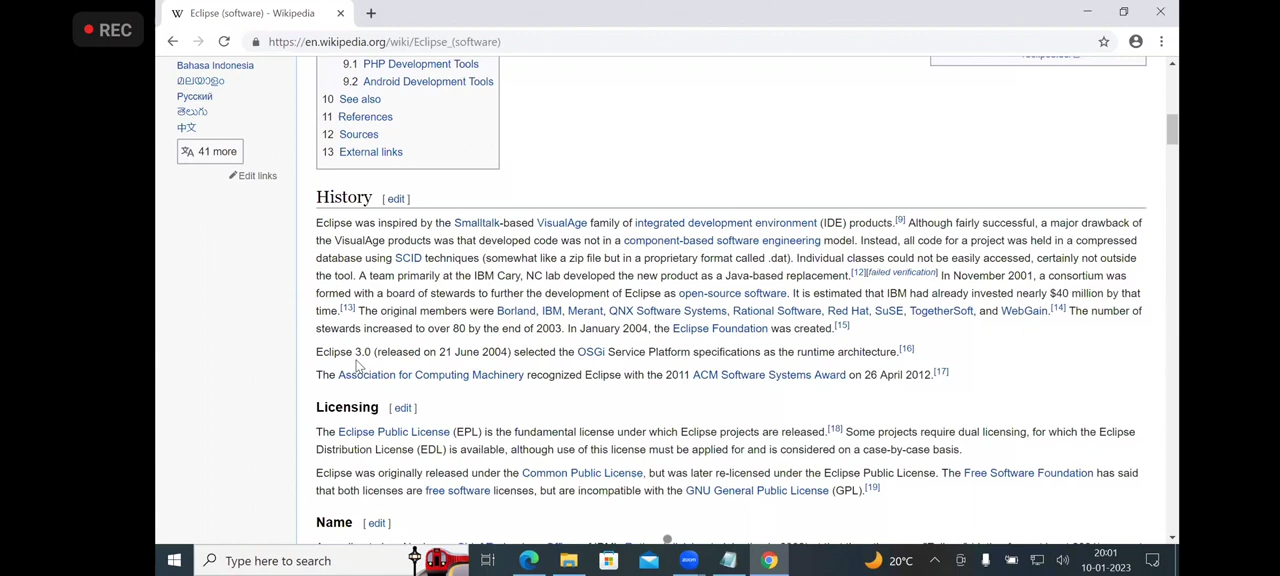 REC
Eclipse (software) - Wikipedia
https://en.wikipedia.org/wiki/Eclipse_(software)
Bahasa Indonesia
മലയാളം
Русский
తెలుగు
中文
41 more
Edit links
9.1 PHP Development Tools
9.2 Android Development Tools
10 See also
11 References
12 Sources
13 External links
History [ edit ]
Eclipse was inspired by the Smalltalk-based VisualAge family of integrated development environment (IDE) products.[9] Although fairly successful, a major drawback of
the VisualAge products was that developed code was not in a component-based software engineering model. Instead, all code for a project was held in a compressed
database using SCID techniques (somewhat like a zip file but in a proprietary format called .dat). Individual classes could not be easily accessed, certainly not outside
the tool. A team primarily at the IBM Cary, NC lab developed the new product as a Java-based replacement.[12][failed verification] In November 2001, a consortium was
formed with a board of stewards to further the development of Eclipse as open-source software. It is estimated that IBM had already invested nearly $40 million by that
time.[13] The original members were Borland, IBM, Merant, QNX Software Systems, Rational Software, Red Hat, SuSE, TogetherSoft, and WebGain.[14] The number of
stewards increased to over 80 by the end of 2003. In January 2004, the Eclipse Foundation was created.[15]
Eclipse 3.0 (released on 21 June 2004) selected the OSGi Service Platform specifications as the runtime architecture.[16]
The Association for Computing Machinery recognized Eclipse with the 2011 ACM Software Systems Award on 26 April 2012.[17]
Licensing [ edit ]
The Eclipse Public License (EPL) is the fundamental license under which Eclipse projects are released.[18] Some projects require dual licensing, for which the Eclipse
Distribution License (EDL) is available, although use of this license must be applied for and is considered on a case-by-case basis.
Eclipse was originally released under the Common Public License, but was later re-licensed under the Eclipse Public License. The Free Software Foundation has said
that both licenses are free software licenses, but are incompatible with the GNU General Public License (GPL).[19]
Name [ edit ]
Type here to search
zoom
20°C
20:01
10-01-2023